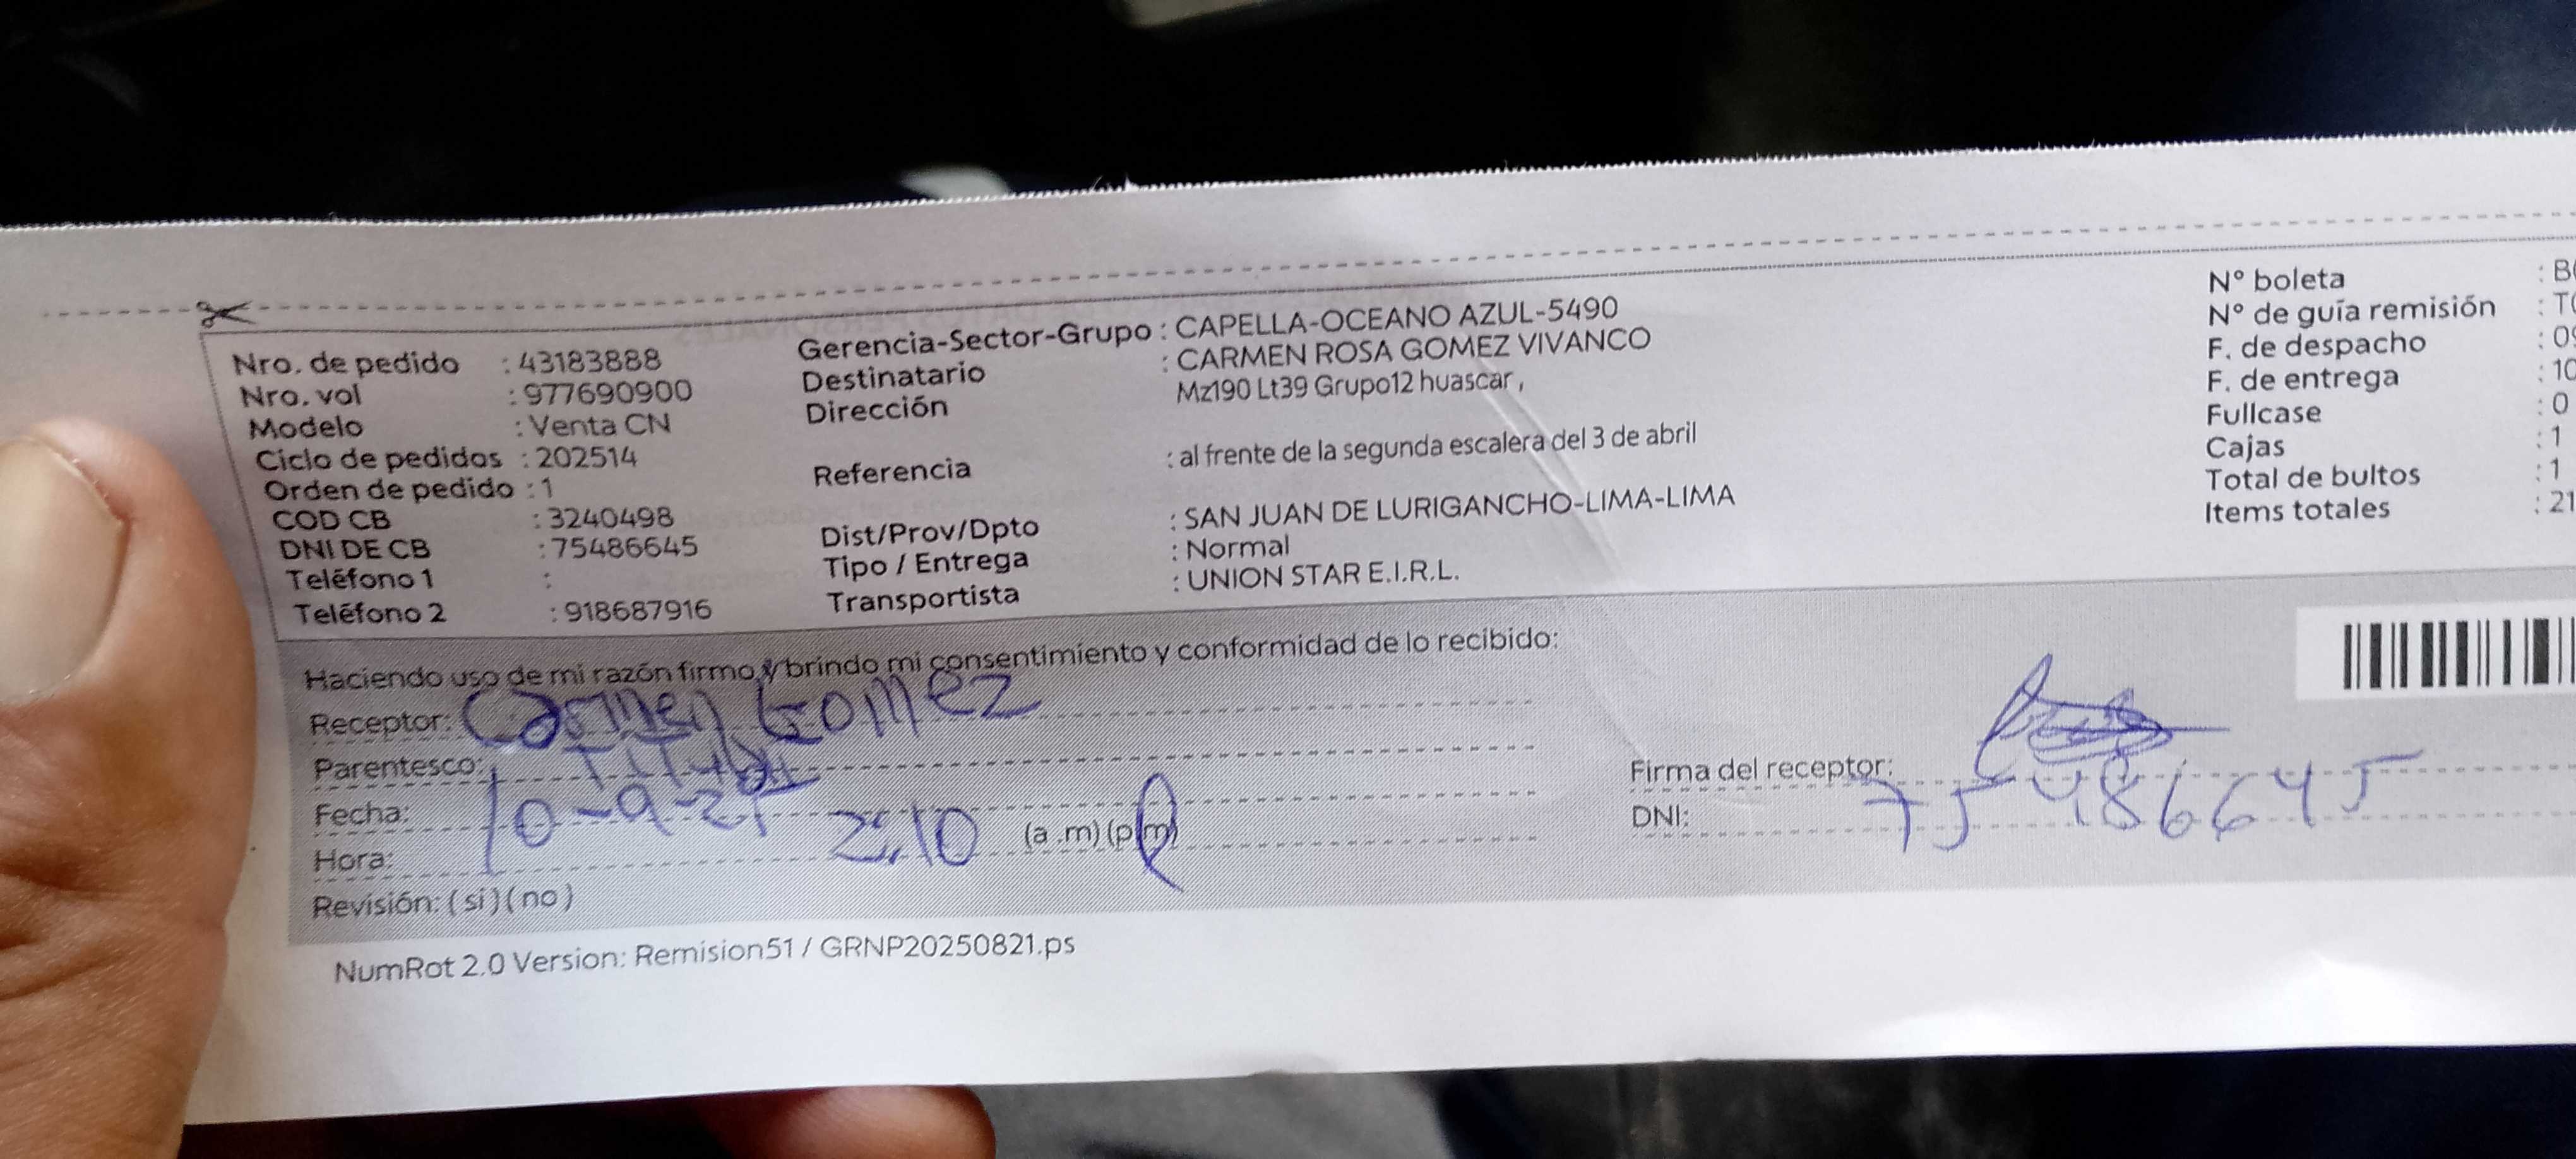 Nro. de pedido : 43183888
Nro. vol : 977690900
Modelo : Venta CN
Ciclo de pedidos : 202514
Orden de pedido : 1
COD CB : 3240498
DNI DE CB : 75486645
Teléfono 1 :
Teléfono 2 : 918687916
Gerencia-Sector-Grupo : CAPELLA-OCEANO AZUL-5490
Destinatario : CARMEN ROSA GOMEZ VIVANCO
Dirección Mz190 Lt39 Grupo12 huascar ,
Referencia : al frente de la segunda escalera del 3 de abril
Dist/Prov/Dpto : SAN JUAN DE LURIGANCHO-LIMA-LIMA
Tipo / Entrega : Normal
Transportista : UNION STAR E.I.R.L.
N° boleta : B
N° de guía remisión : T
F. de despacho : 09
F. de entrega : 10
Fullcase : 0
Cajas : 1
Total de bultos : 1
Items totales : 21
Haciendo uso de mi razón firmo y brindo mi consentimiento y conformidad de lo recibido:
Receptor: Carmen Gomez
Parentesco:
Fecha: 10-9-25
Hora: 2:10 (a .m) (p.m)
Revisión: ( si ) ( no )
Firma del receptor:
DNI: 75486645
NumRot 2.0 Version: Remision51 / GRNP20250821.ps